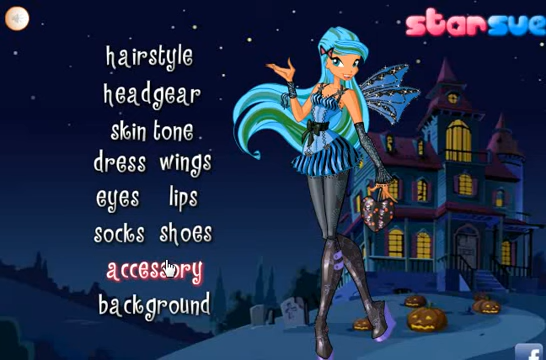 starsue
hairstyle
headgear
skin tone
dress wings
eyes lips
socks shoes
accessory
background
f